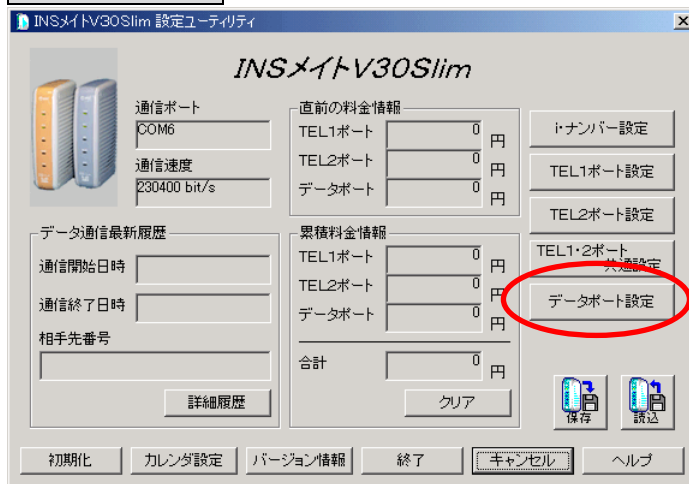 INSメイトV30Slim 設定ユーティリティ
INSメイトV30Slim
通信ポート
COM6
通信速度
230400 bit/s
直前の料金情報
TEL1ポート 0 円
TEL2ポート 0 円
データポート 0 円
i・ナンバー設定
TEL1ポート設定
TEL2ポート設定
TEL1・2ポート
共通設定
データポート設定
データ通信最新履歴
通信開始日時
通信終了日時
相手先番号
詳細履歴
累積料金情報
TEL1ポート 0 円
TEL2ポート 0 円
データポート 0 円
合計 0 円
クリア
保存
読込
初期化
カレンダ設定
バージョン情報
終了
キャンセル
ヘルプ